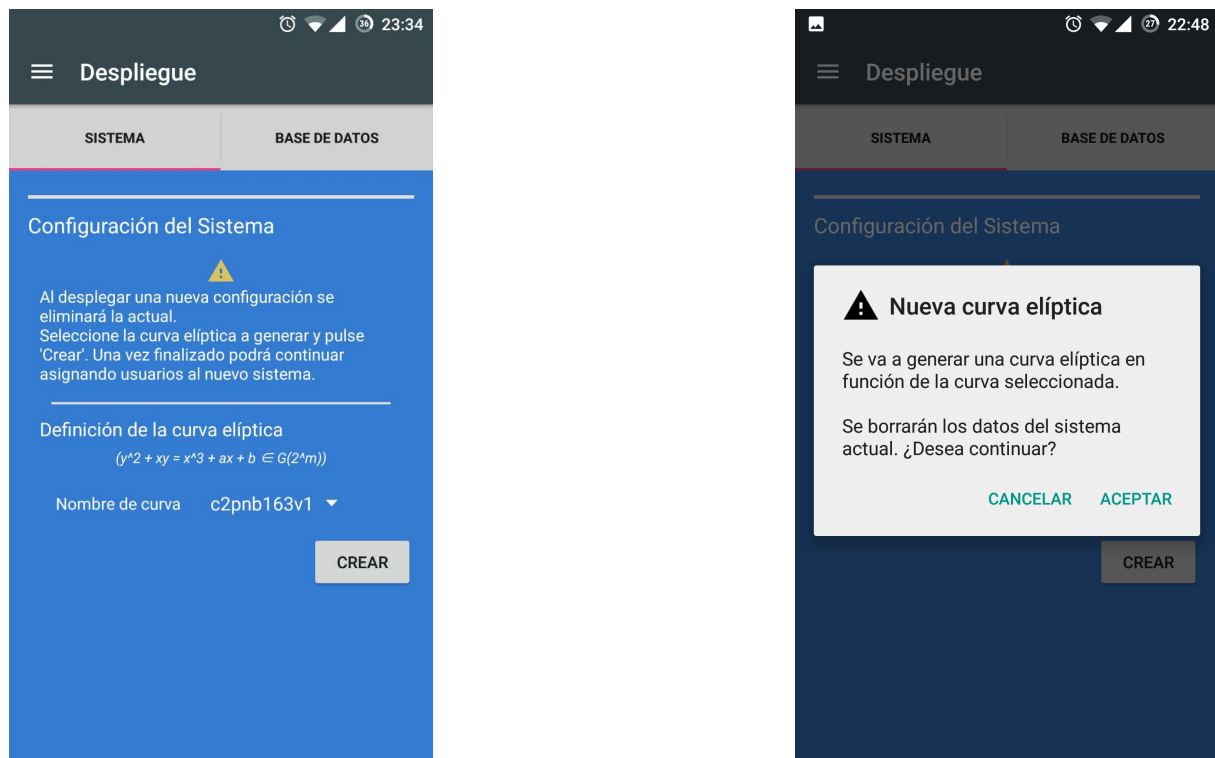 36 23:34
Despliegue
SISTEMA BASE DE DATOS
Configuración del Sistema
Al desplegar una nueva configuración se
eliminará la actual.
Seleccione la curva elíptica a generar y pulse
'Crear'. Una vez finalizado podrá continuar
asignando usuarios al nuevo sistema.
Definición de la curva elíptica
(y^2 + xy = x^3 + ax + b ∈ G(2^m))
Nombre de curva c2pnb163v1
CREAR
27 22:48
Despliegue
SISTEMA BASE DE DATOS
Configuración del Sistema
Nueva curva elíptica
Se va a generar una curva elíptica en
función de la curva seleccionada.
Se borrarán los datos del sistema
actual. ¿Desea continuar?
CANCELAR ACEPTAR
CREAR